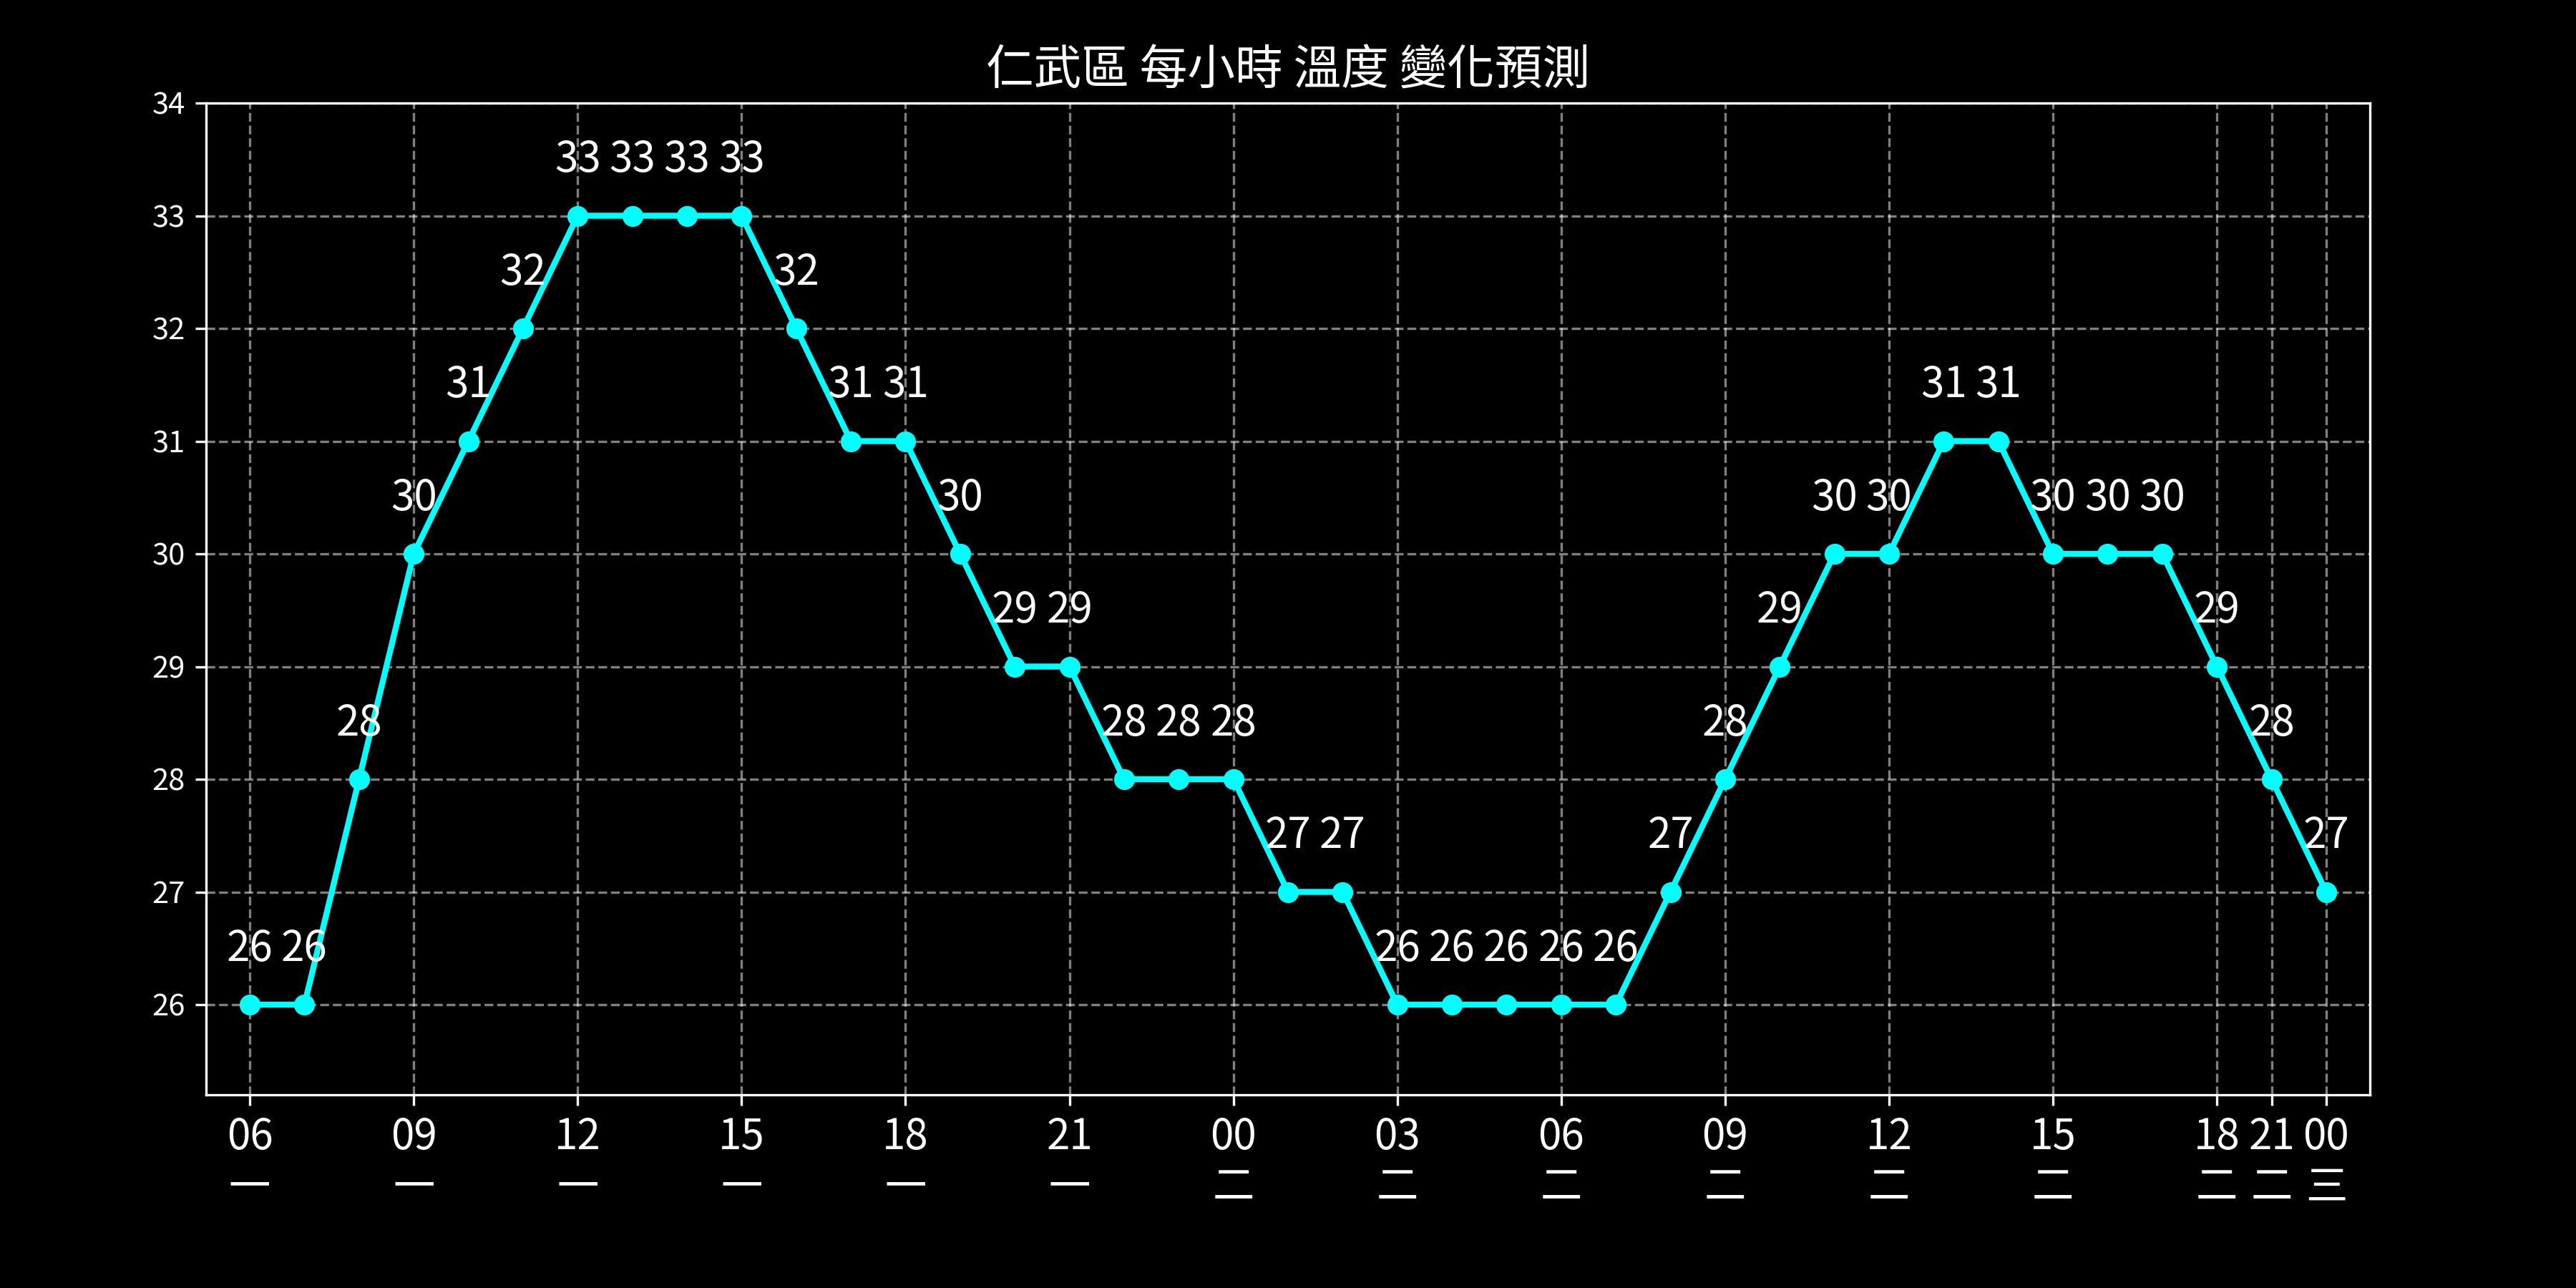 仁武區 每小時 溫度 變化預測
34
33 33 33 33
33
32 32
32
31 31 31 31 31
31
30 30 30 30 30 30 30
30
29 29 29 29
29
28 28 28 28 28 28
28
27 27 27 27
27
26 26 26 26 26 26 26
26
06 09 12 15 18 21 00 03 06 09 12 15 18 21 00
一 一 一 一 一 一 二 二 二 二 二 二 二 二 三